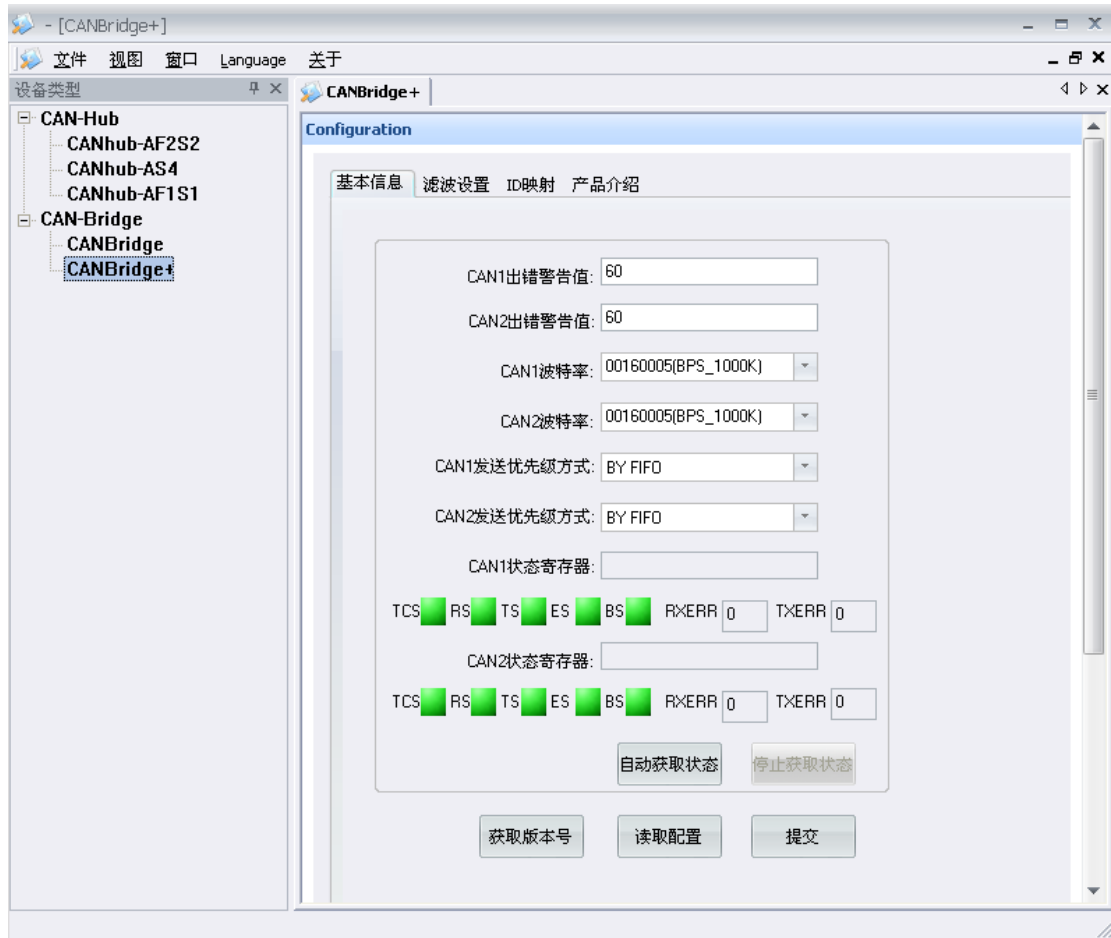 - [CANBridge+]
文件 视图 窗口 Language 关于
设备类型
CANBridge+
CAN-Hub
CANhub-AF2S2
CANhub-AS4
CANhub-AF1S1
CAN-Bridge
CANBridge
CANBridge+
Configuration
基本信息 滤波设置 ID映射 产品介绍
CAN1出错警告值: 60
CAN2出错警告值: 60
CAN1波特率: 00160005(BPS_1000K)
CAN2波特率: 00160005(BPS_1000K)
CAN1发送优先级方式: BY FIFO
CAN2发送优先级方式: BY FIFO
CAN1状态寄存器:
TCS RS TS ES BS RXERR 0 TXERR 0
CAN2状态寄存器:
TCS RS TS ES BS RXERR 0 TXERR 0
自动获取状态 停止获取状态
获取版本号 读取配置 提交